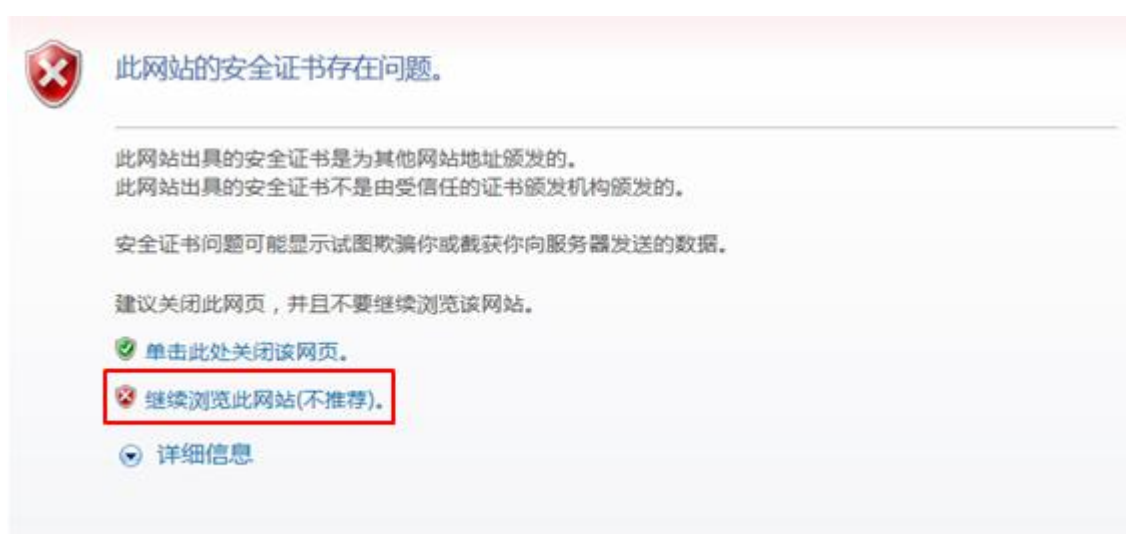 此网站的安全证书存在问题。
此网站出具的安全证书是为其他网站地址颁发的。
此网站出具的安全证书不是由受信任的证书颁发机构颁发的。
安全证书问题可能显示试图欺骗你或截获你向服务器发送的数据。
建议关闭此网页，并且不要继续浏览该网站。
单击此处关闭该网页。
继续浏览此网站(不推荐)。
详细信息